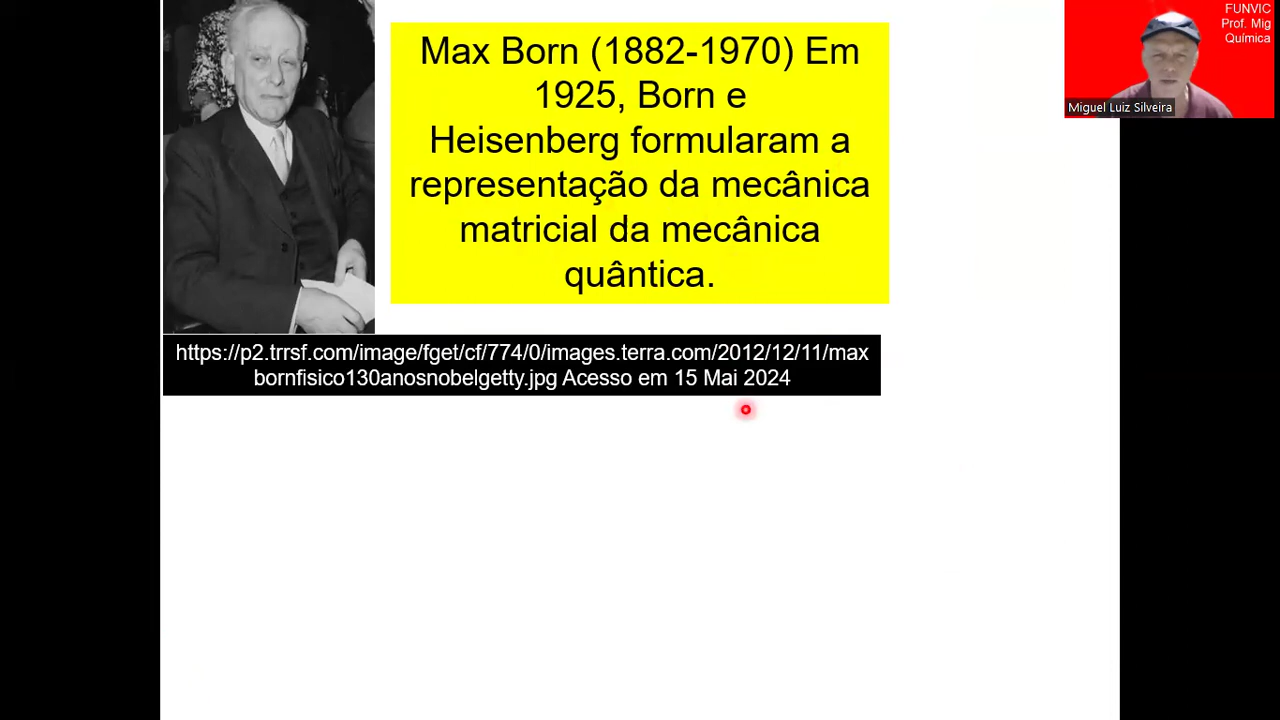 Max Born (1882-1970) Em
1925, Born e
Heisenberg formularam a
representação da mecânica
matricial da mecânica
quântica.
https://p2.trrsf.com/image/fget/cf/774/0/images.terra.com/2012/12/11/max
bornfisico130anosnobelgetty.jpg Acesso em 15 Mai 2024
FUNVIC
Prof. Mig
Química
Miguel Luiz Silveira